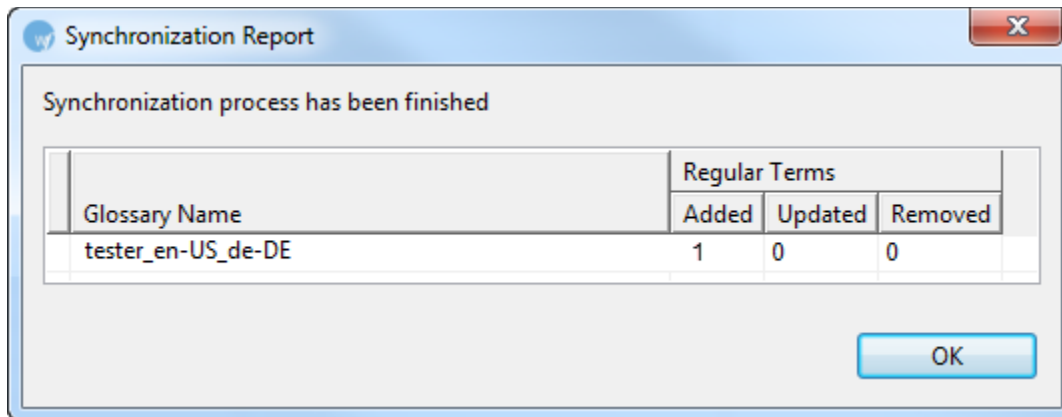 Synchronization Report
Synchronization process has been finished
Regular Terms
Glossary Name Added Updated Removed
tester_en-US_de-DE 1 0 0
OK